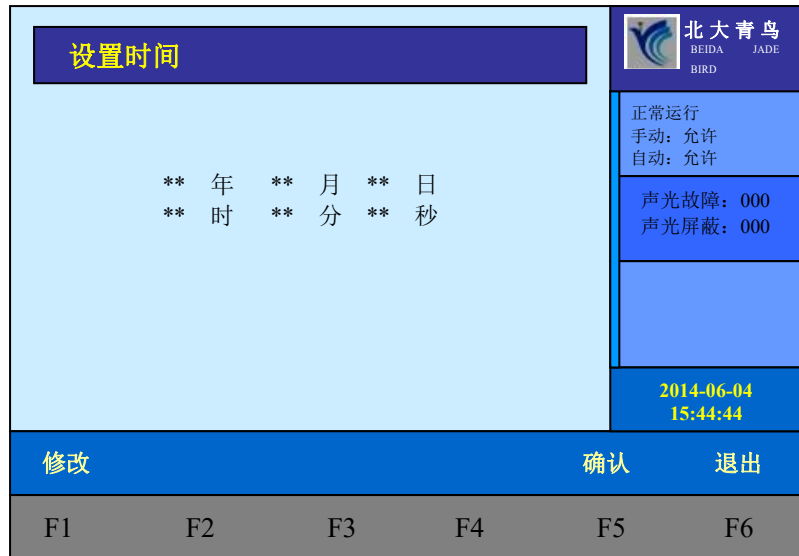 设置时间
** 年 ** 月 ** 日
** 时 ** 分 ** 秒
北大青鸟
BEIDA JADE
BIRD
正常运行
手动：允许
自动：允许
声光故障：000
声光屏蔽：000
2014-06-04
15:44:44
修改 确认 退出
F1 F2 F3 F4 F5 F6